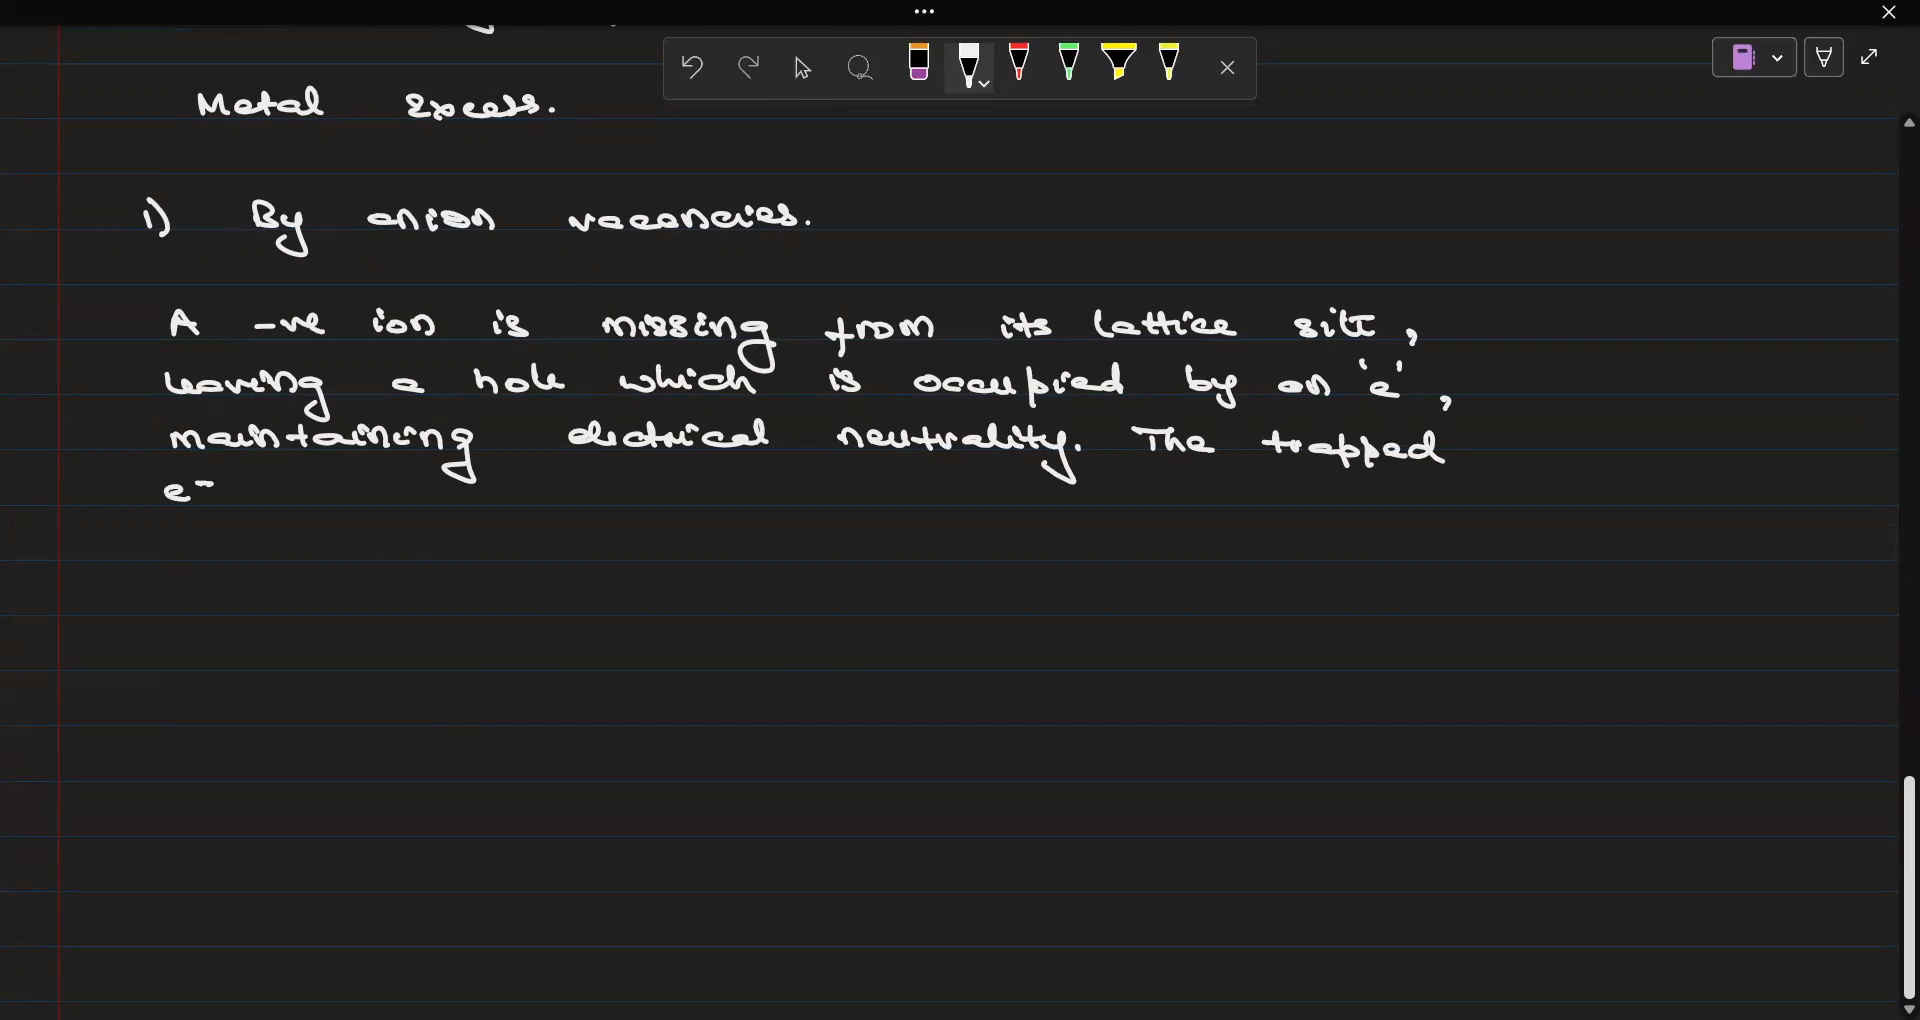 Metal Excess.
1) By anion vacancies.
A -ve ion is missing from its lattice site,
leaving a hole which is occupied by an 'e',
maintaining electrical neutrality. The trapped
e-